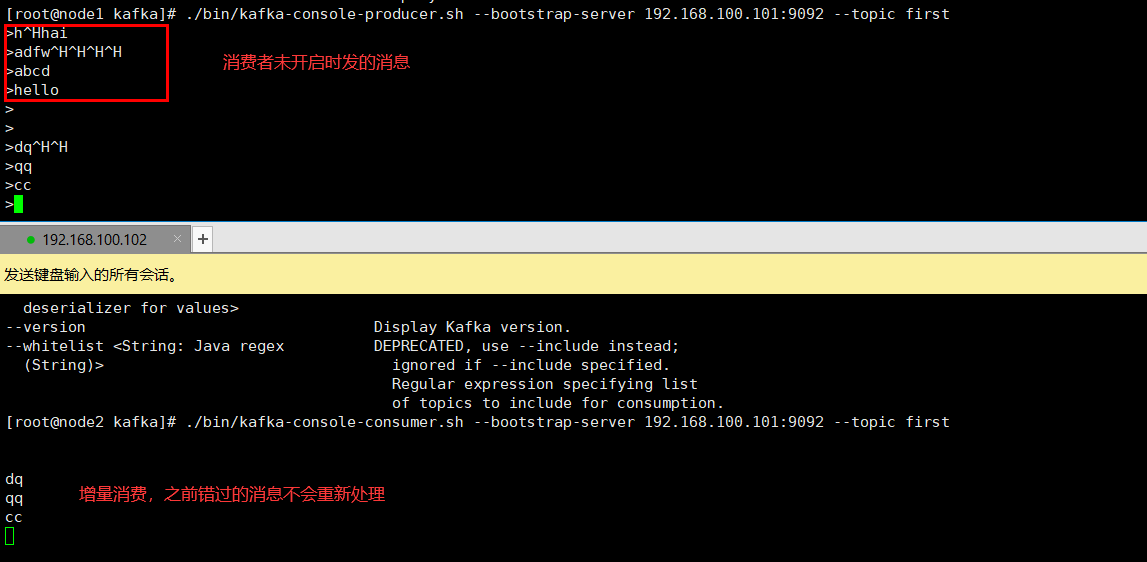 [root@node1 kafka]# ./bin/kafka-console-producer.sh --bootstrap-server 192.168.100.101:9092 --topic first
>h^Hhai
>adfw^H^H^H^H
消费者未开启时发的消息
>abcd
>hello
>
>
>dq^H^H
>qq
>cc
>
192.168.100.102 × +
发送键盘输入的所有会话。
deserializer for values>
--version Display Kafka version.
--whitelist <String: Java regex DEPRECATED, use --include instead;
(String)> ignored if --include specified.
Regular expression specifying list
of topics to include for consumption.
[root@node2 kafka]# ./bin/kafka-console-consumer.sh --bootstrap-server 192.168.100.101:9092 --topic first
dq
qq
增量消费，之前错过的消息不会重新处理
cc